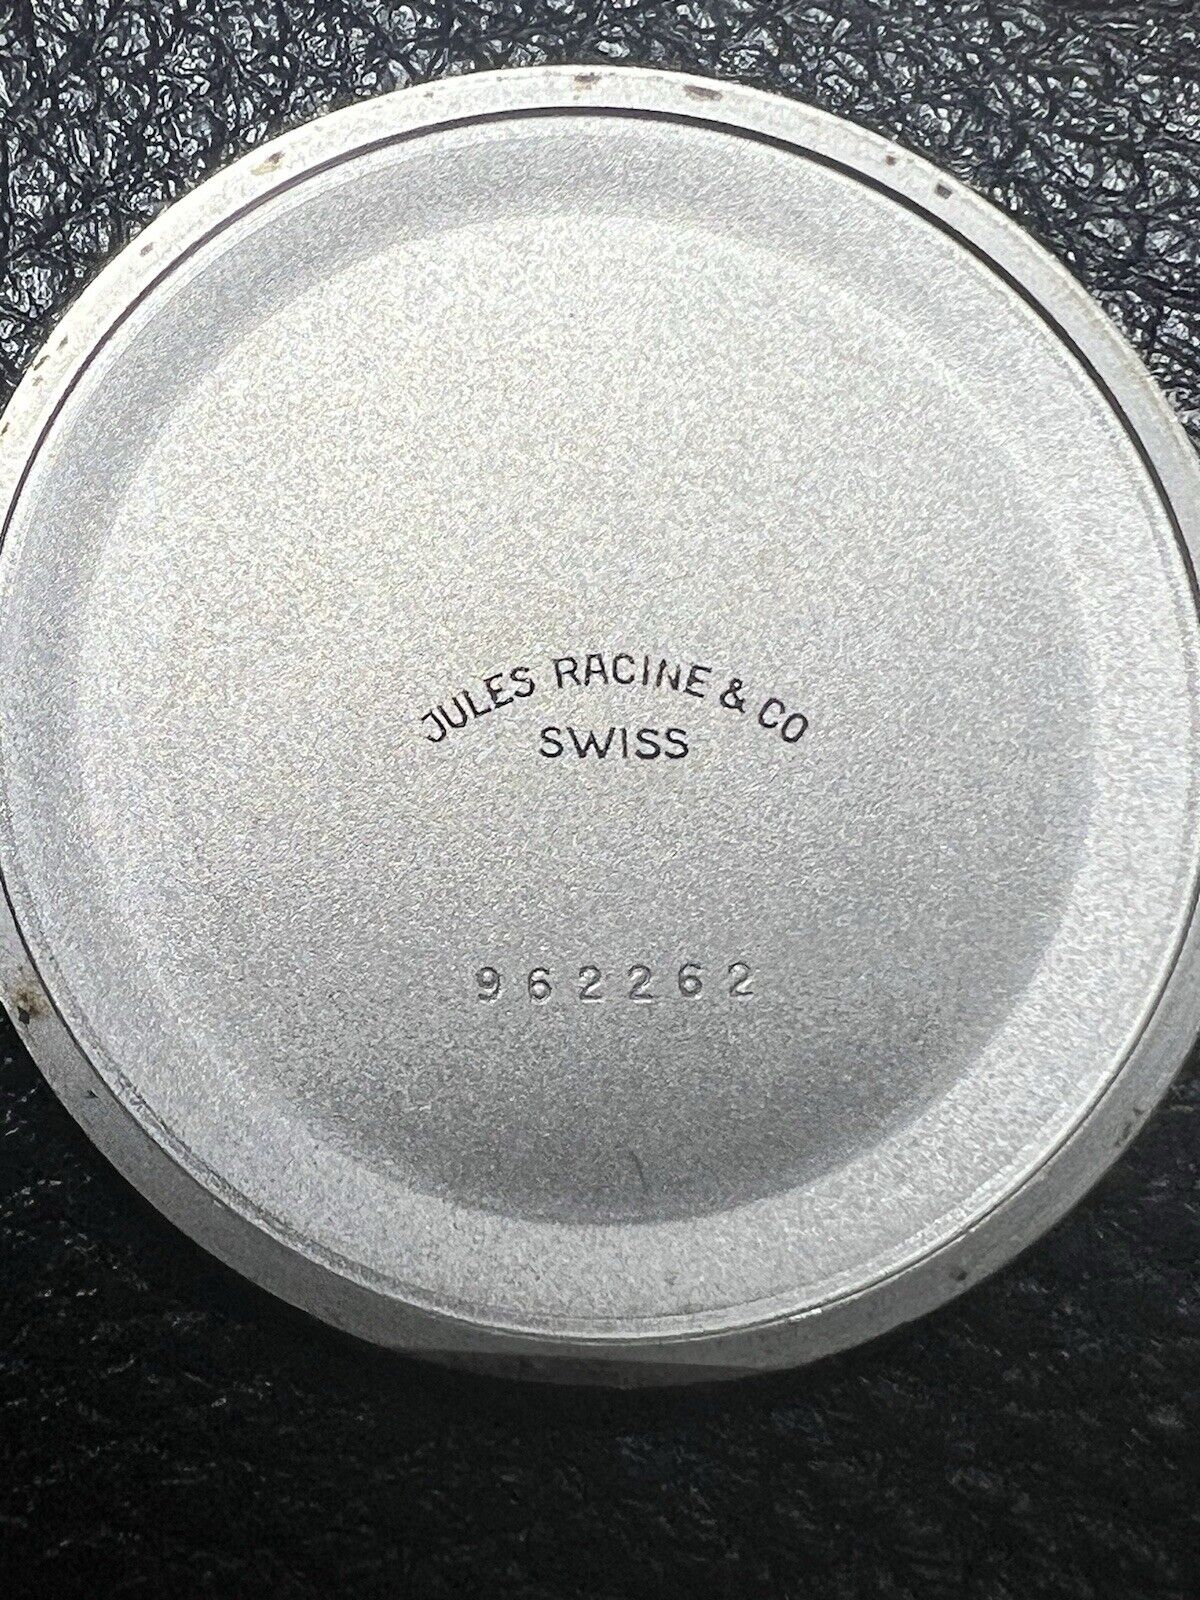 JULES RACINE & CO
SWISS
962262